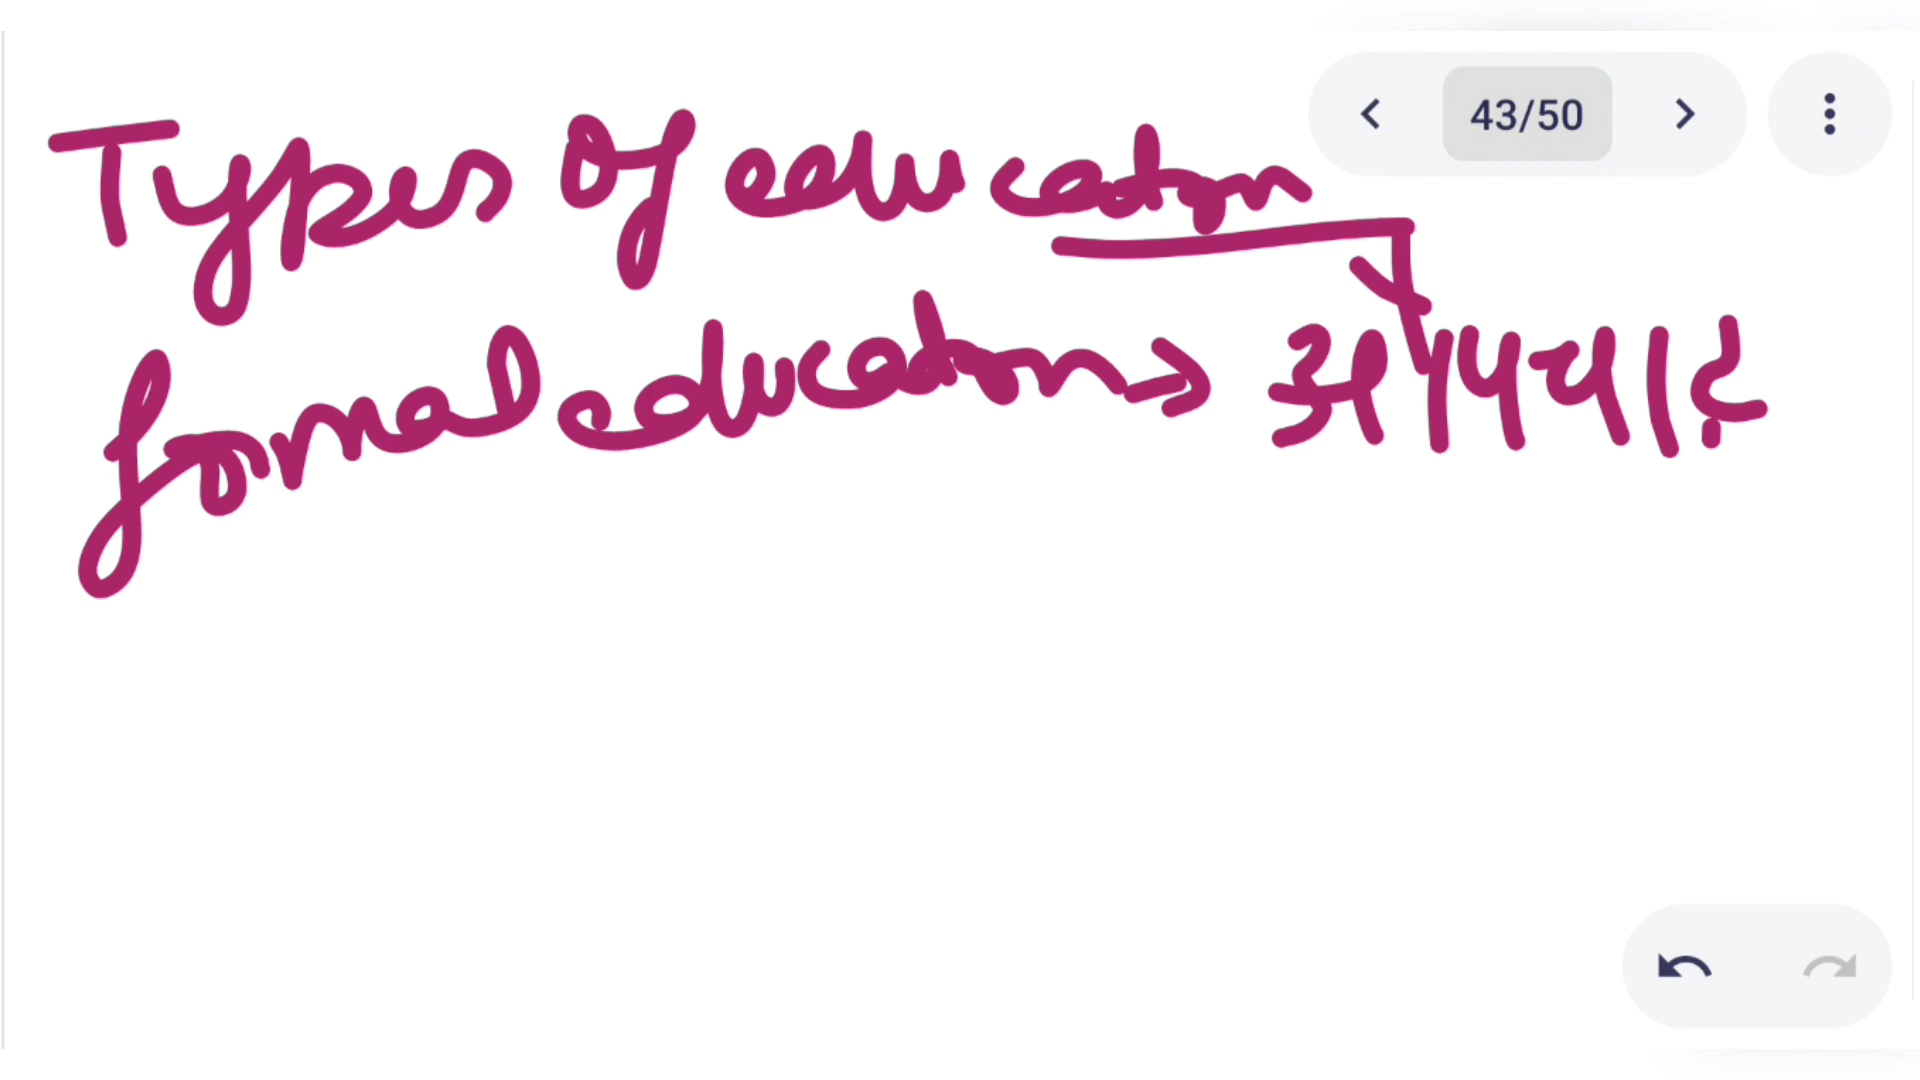 43/50
Types of education
formal education → औपचारिक